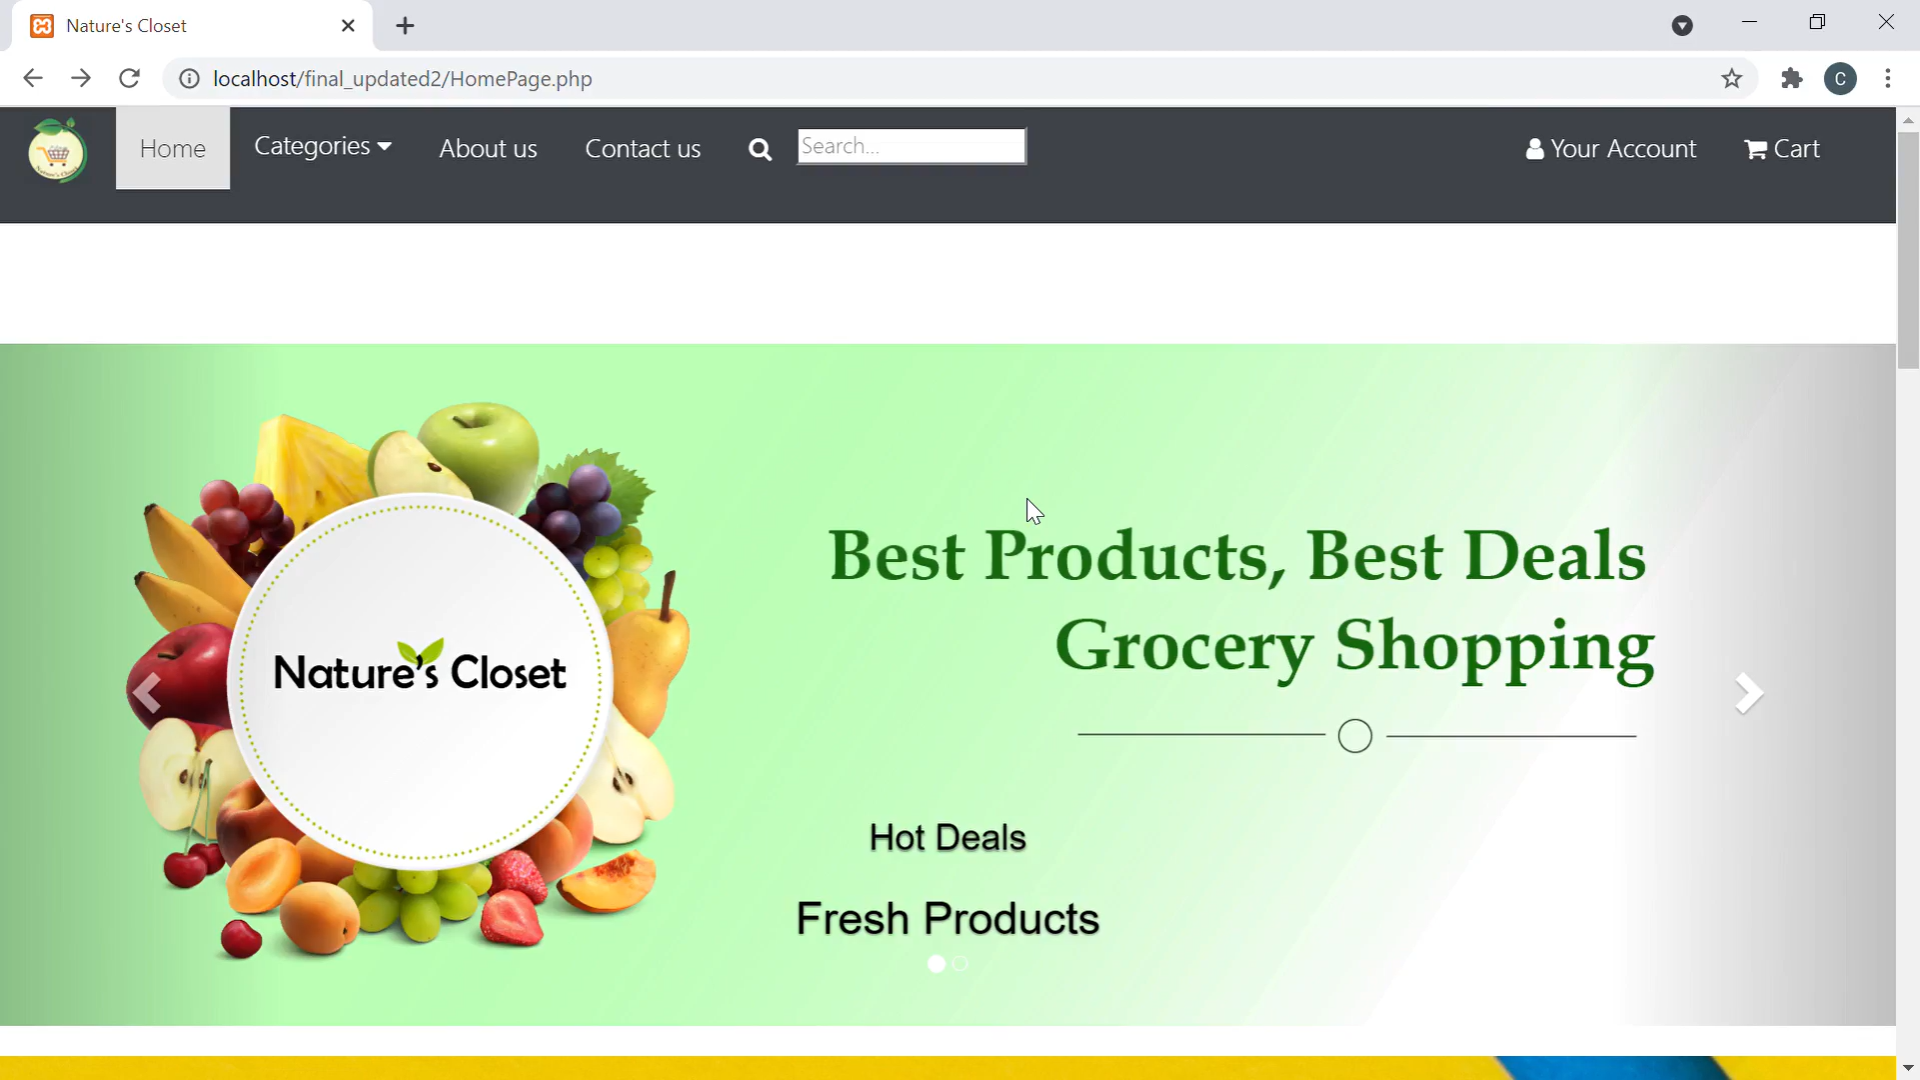 Nature's Closet
localhost/final_updated2/HomePage.php
C
Home
Categories
About us
Contact us
Search...
Your Account
Cart
Best Products, Best Deals
Grocery Shopping
Nature's Closet
Hot Deals
Fresh Products